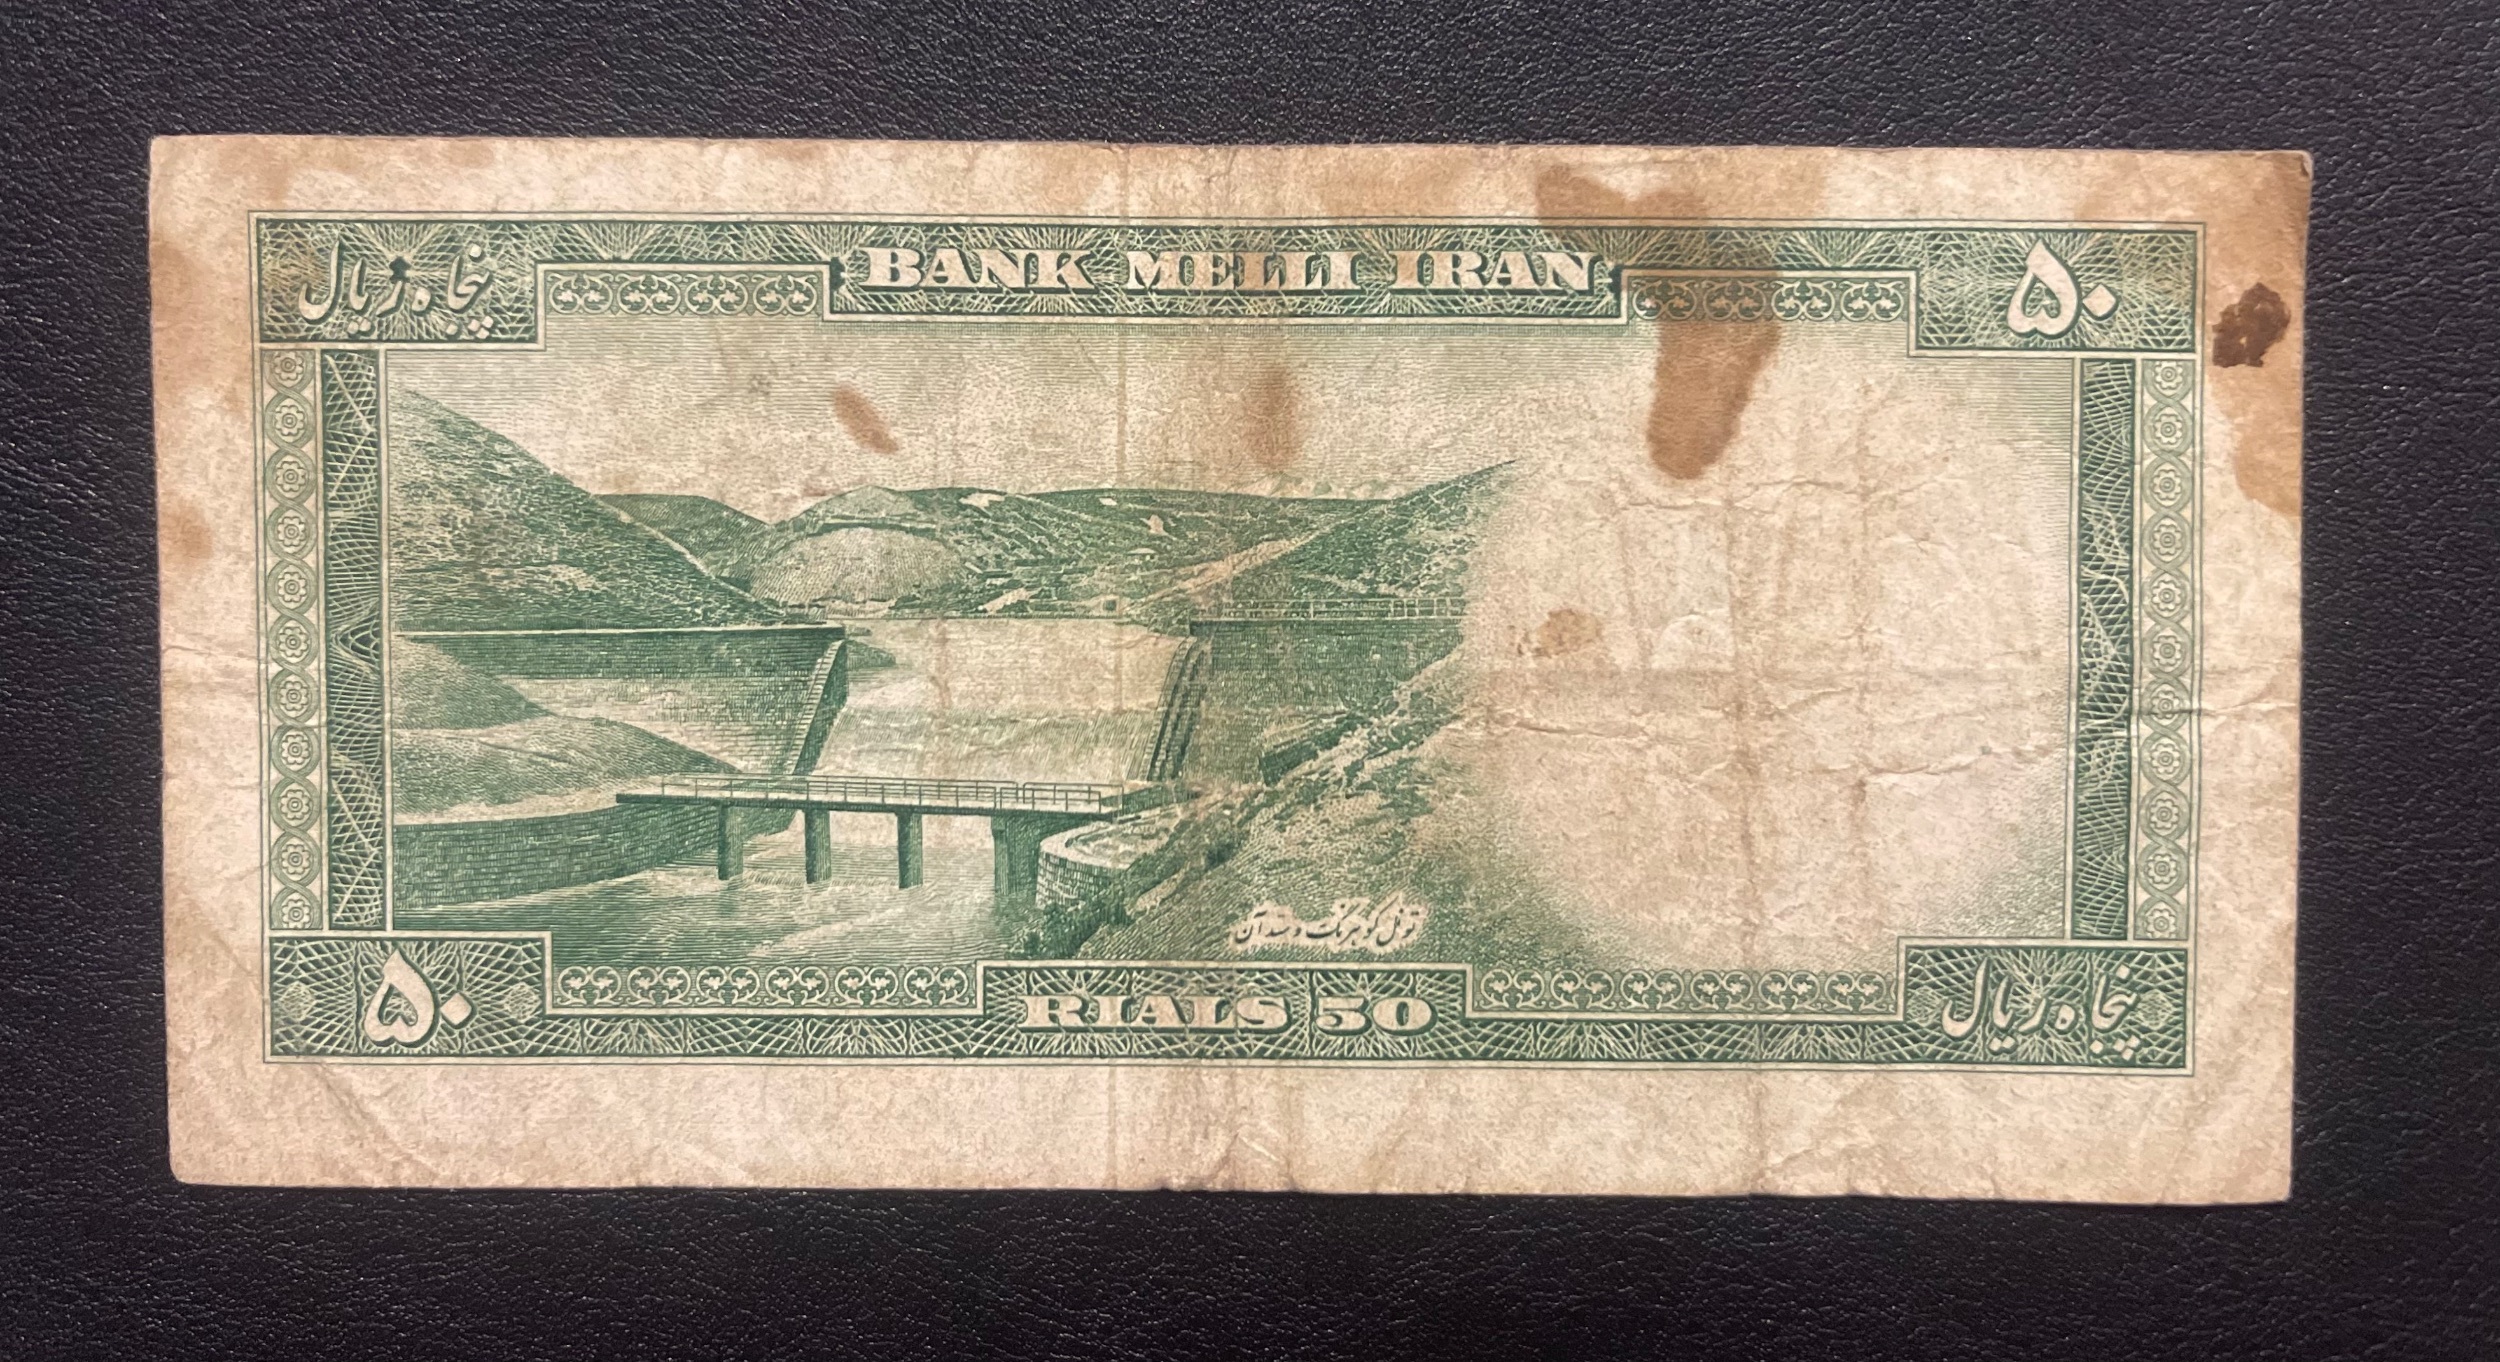 پنجاه ریال
BANK MELLI IRAN
۵۰
تونل کوهرنگ و سد آن
۵۰
RIALS 50
پنجاه ریال